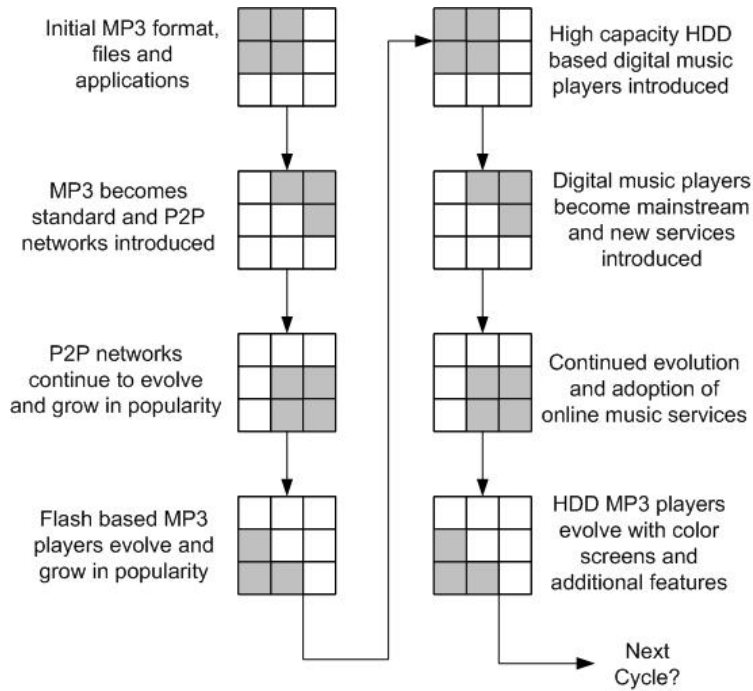 Initial MP3 format,
files and
applications
MP3 becomes
standard and P2P
networks introduced
P2P networks
continue to evolve
and grow in popularity
Flash based MP3
players evolve and
grow in popularity
High capacity HDD
based digital music
players introduced
Digital music players
become mainstream
and new services
introduced
Continued evolution
and adoption of
online music services
HDD MP3 players
evolve with color
screens and
additional features
Next
Cycle?